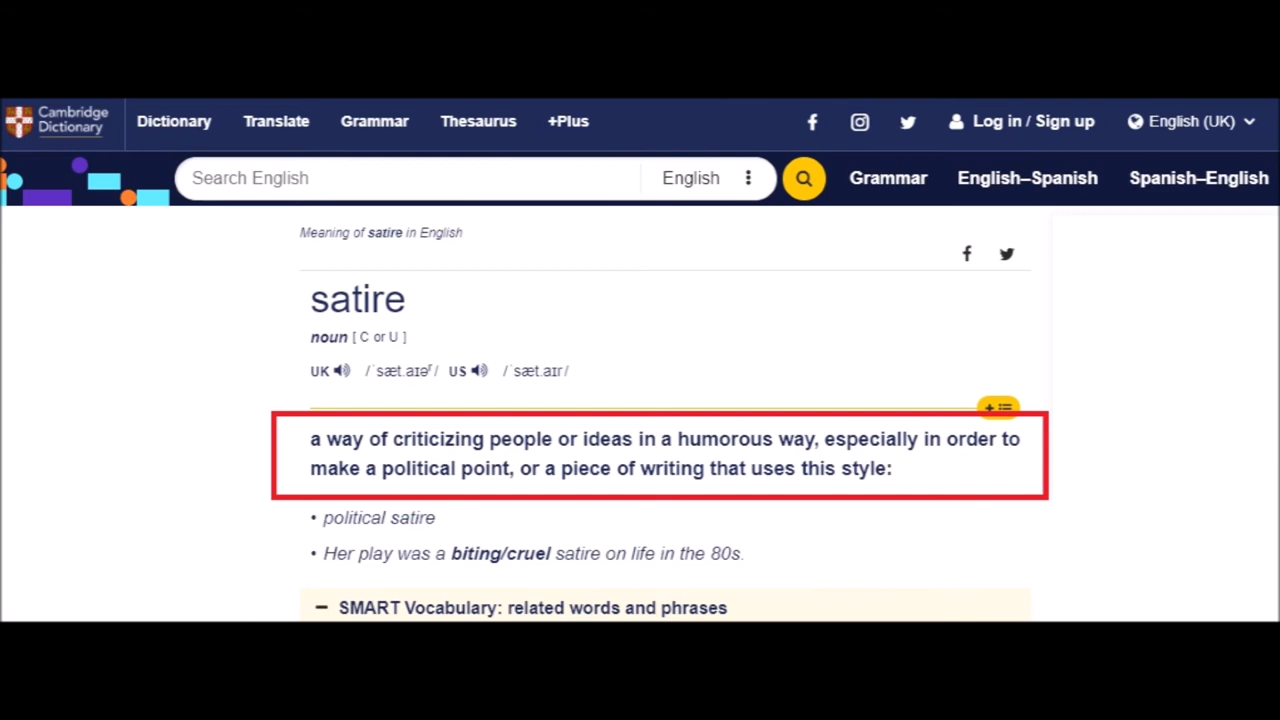 Cambridge
Dictionary
Dictionary Translate Grammar Thesaurus +Plus Log in / Sign up English (UK)
Search English English Grammar English–Spanish Spanish–English
Meaning of satire in English
satire
noun [ C or U ]
UK /ˈsæt.aɪəʳ/ US /ˈsæt.aɪr/
a way of criticizing people or ideas in a humorous way, especially in order to
make a political point, or a piece of writing that uses this style:
• political satire
• Her play was a biting/cruel satire on life in the 80s.
SMART Vocabulary: related words and phrases